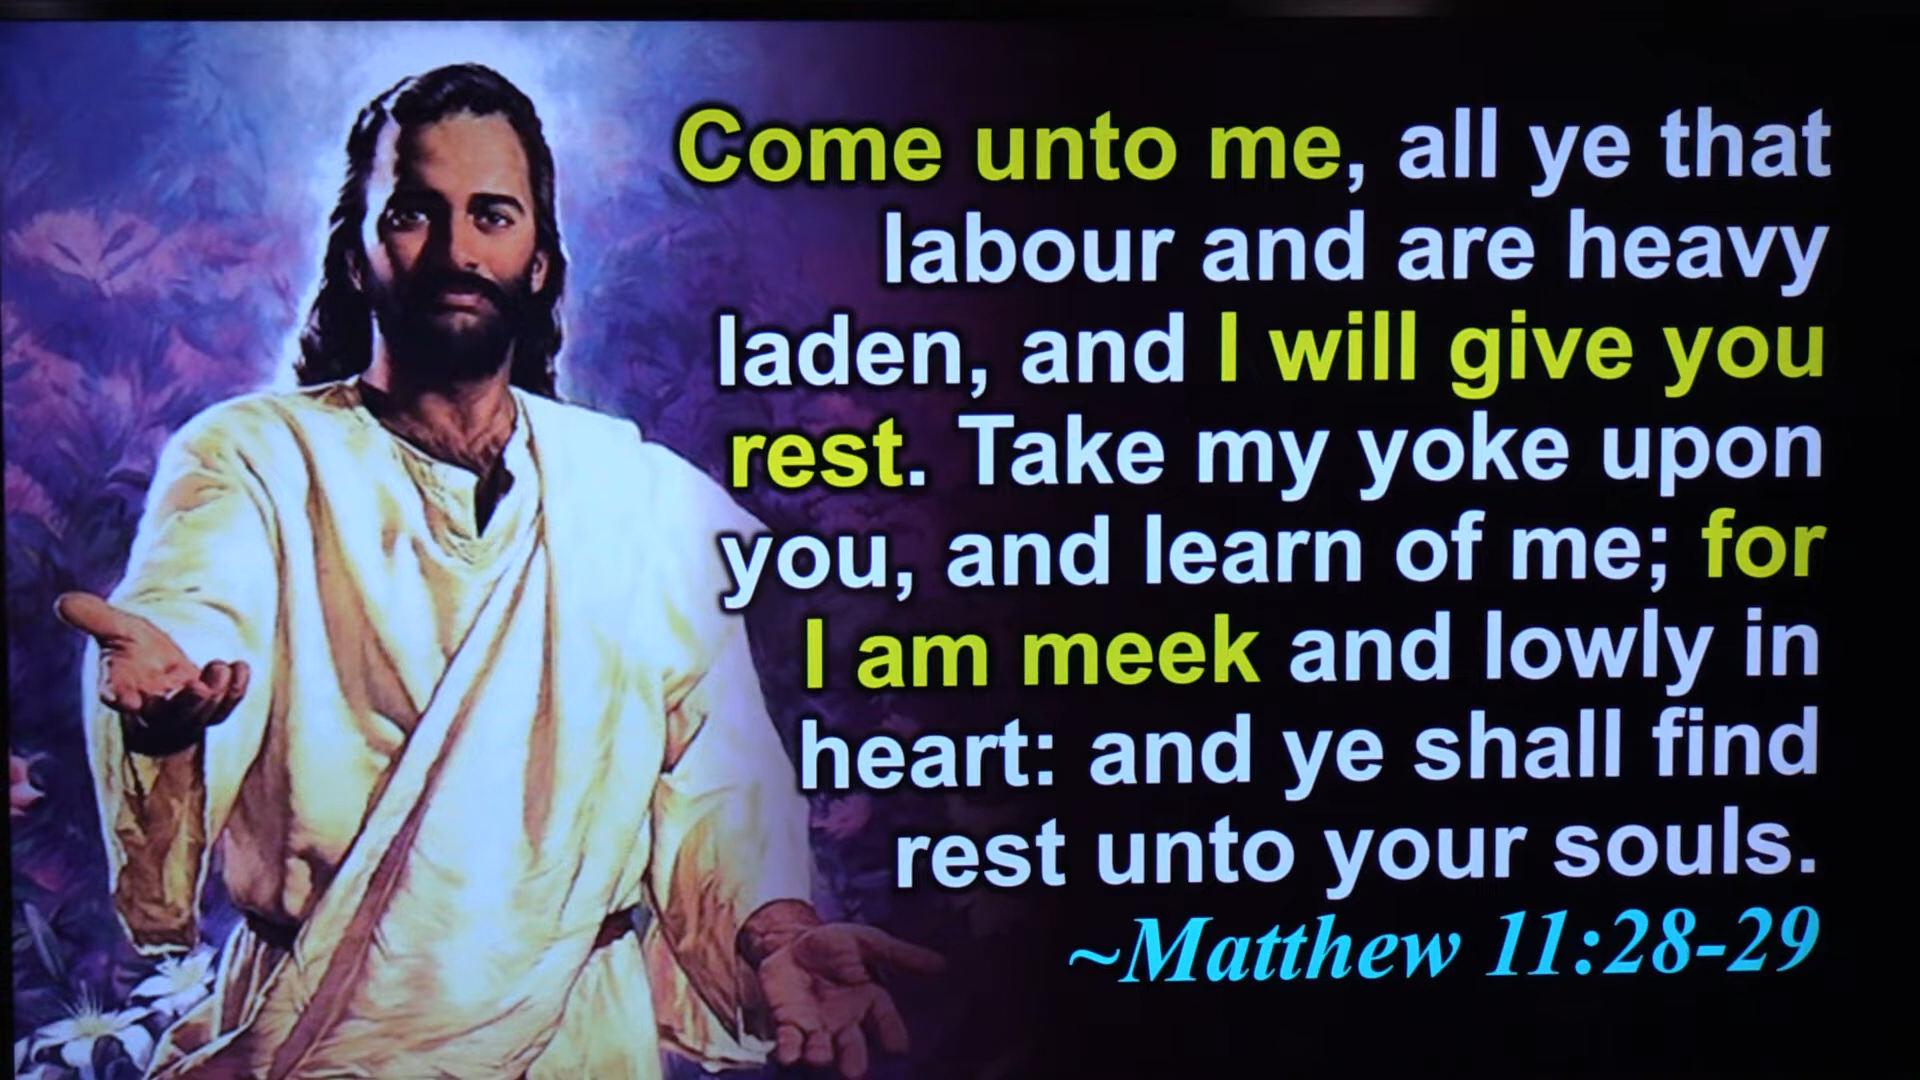 Come unto me, all ye that
labour and are heavy
laden, and I will give you
rest. Take my yoke upon
you, and learn of me; for
I am meek and lowly in
heart: and ye shall find
rest unto your souls.
~Matthew 11:28-29